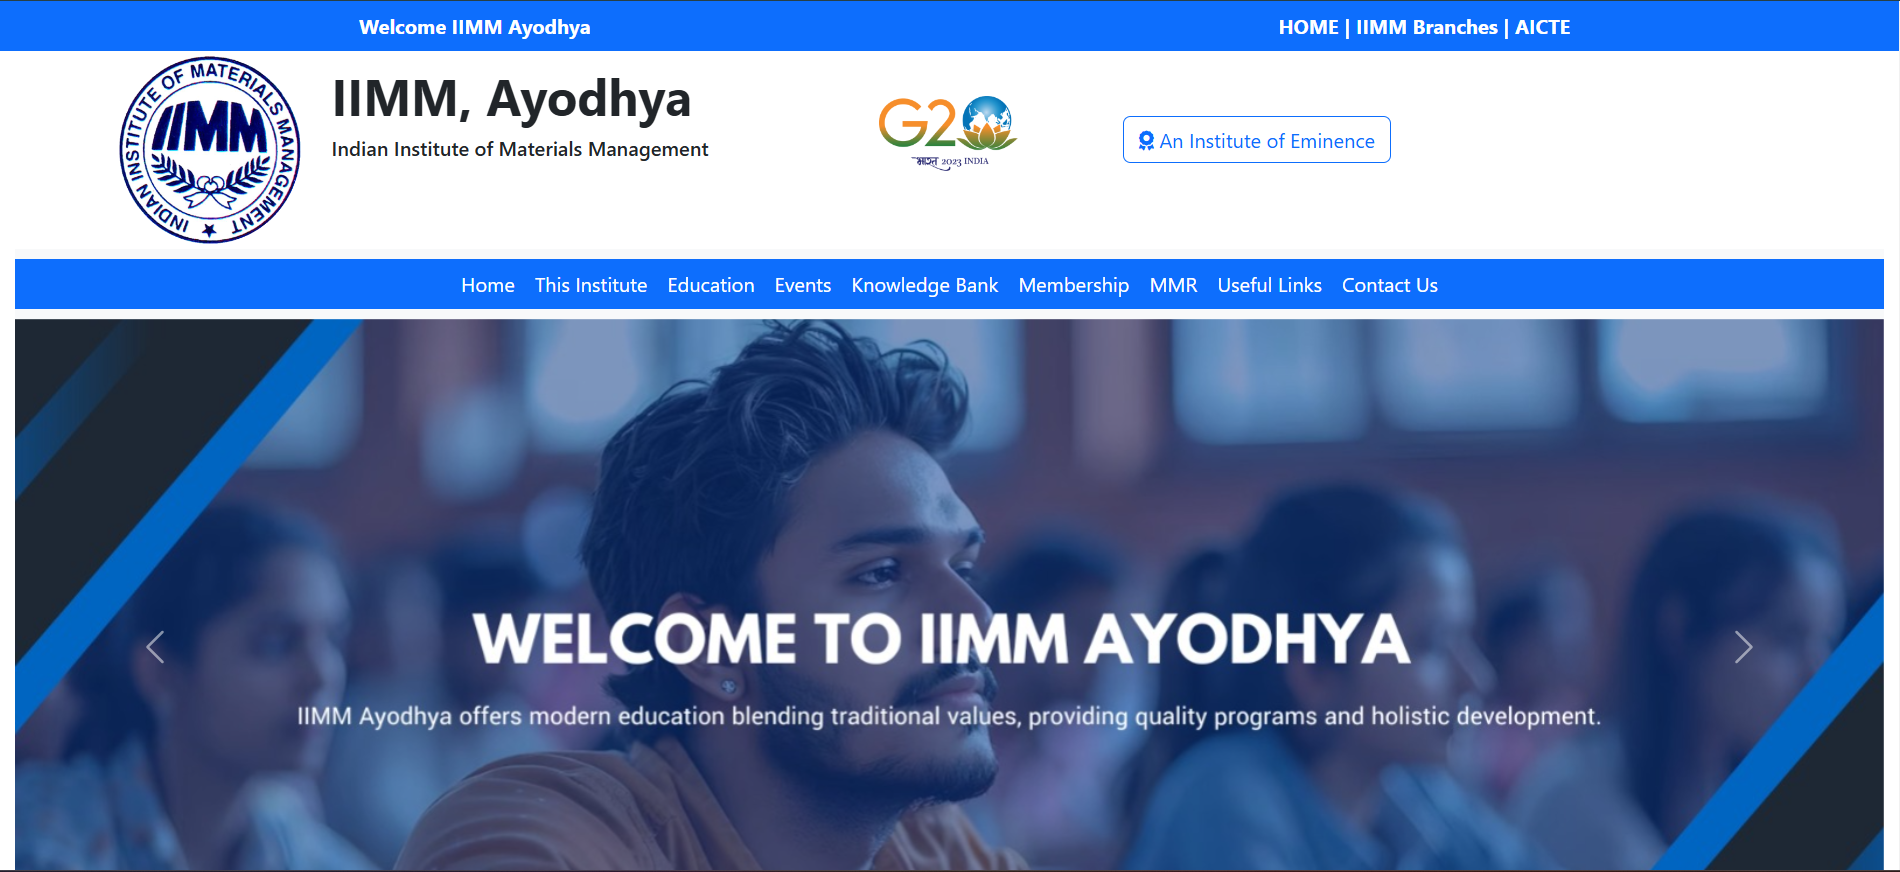 Welcome IIMM Ayodhya
HOME | IIMM Branches | AICTE
INDIAN INSTITUTE OF MATERIALS MANAGEMENT
IIMM
IIMM, Ayodhya
Indian Institute of Materials Management
G20
भारत 2023 INDIA
An Institute of Eminence
Home This Institute Education Events Knowledge Bank Membership MMR Useful Links Contact Us
WELCOME TO IIMM AYODHYA
IIMM Ayodhya offers modern education blending traditional values, providing quality programs and holistic development.